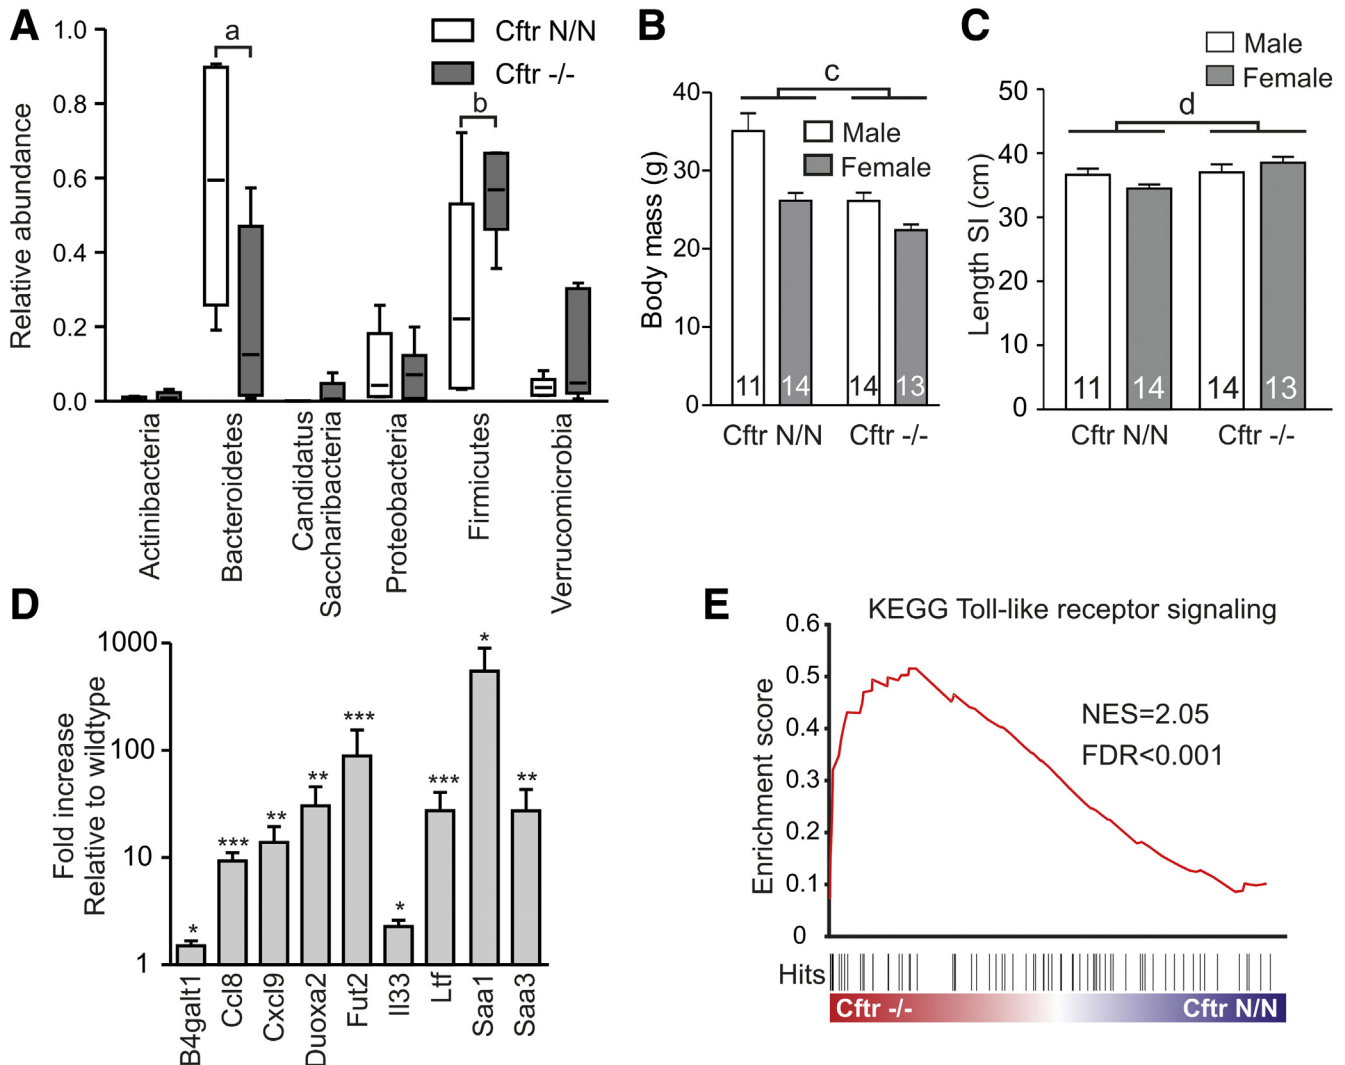 A
1.0
0.8
0.6
0.4
0.2
0.0
Relative abundance
a
b
Cftr N/N
Cftr -/-
Actinibacteria
Bacteroidetes
Candidatus
Saccharibacteria
Proteobacteria
Firmicutes
Verrucomicrobia
B
40
30
20
10
0
Body mass (g)
c
Male
Female
11
14
14
13
Cftr N/N
Cftr -/-
C
Male
Female
50
40
30
20
10
0
Length SI (cm)
d
11
14
14
13
Cftr N/N
Cftr -/-
D
1000
100
10
1
Fold increase
Relative to wildtype
*
***
**
**
***
*
***
*
**
B4galt1
Ccl8
Cxcl9
Duoxa2
Fut2
Il33
Ltf
Saa1
Saa3
E
KEGG Toll-like receptor signaling
0.6
0.5
0.4
0.3
0.2
0.1
0
Enrichment score
NES=2.05
FDR<0.001
Hits
Cftr -/-
Cftr N/N